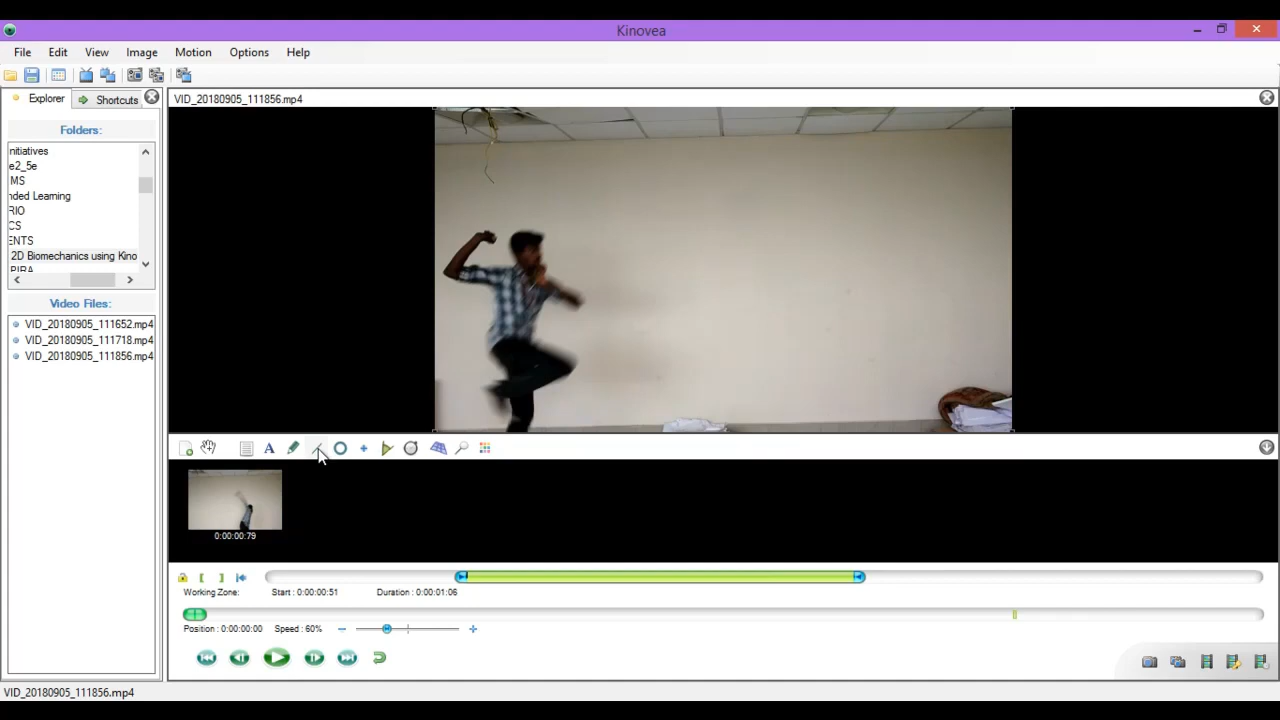 Kinovea
File Edit View Image Motion Options Help
Explorer Shortcuts
VID_20180905_111856.mp4
Folders:
nitiatives
e2_5e
MS
nded Learning
RIO
CS
ENTS
2D Biomechanics using Kino
PIRA
Video Files:
VID_20180905_111652.mp4
VID_20180905_111718.mp4
VID_20180905_111856.mp4
A
0:00:00:79
Working Zone: Start : 0:00:00:51 Duration : 0:00:01:06
Position : 0:00:00:00 Speed : 60%
VID_20180905_111856.mp4